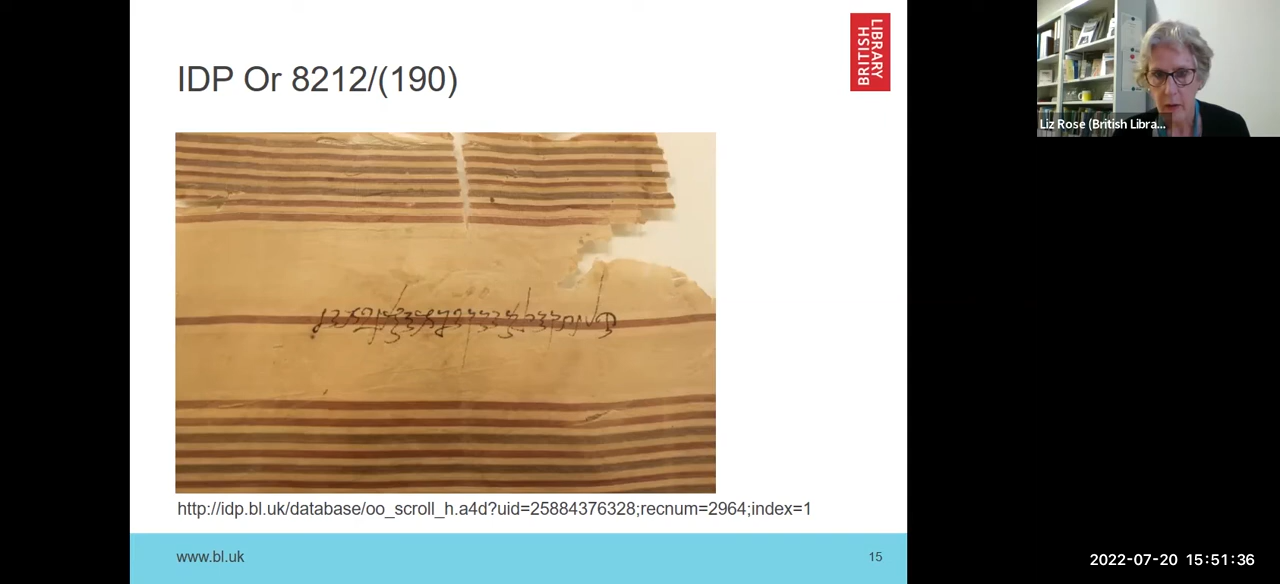 IDP Or 8212/(190)
BRITISH
LIBRARY
Liz Rose (British Libra...
http://idp.bl.uk/database/oo_scroll_h.a4d?uid=25884376328;recnum=2964;index=1
www.bl.uk
15
2022-07-20 15:51:36